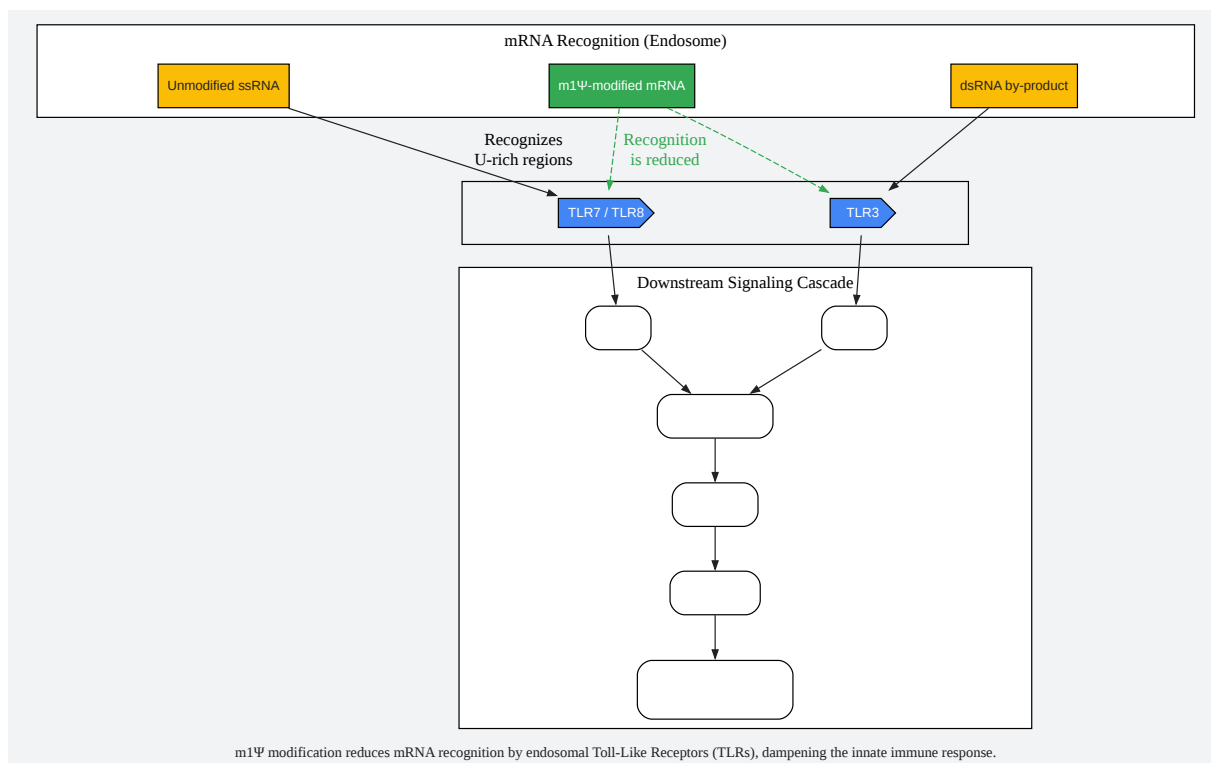 mRNA Recognition (Endosome)
Unmodified ssRNA
m1Ψ-modified mRNA
dsRNA by-product
Recognizes
U-rich regions
Recognition
is reduced
TLR7 / TLR8
TLR3
Downstream Signaling Cascade
m1Ψ modification reduces mRNA recognition by endosomal Toll-Like Receptors (TLRs), dampening the innate immune response.